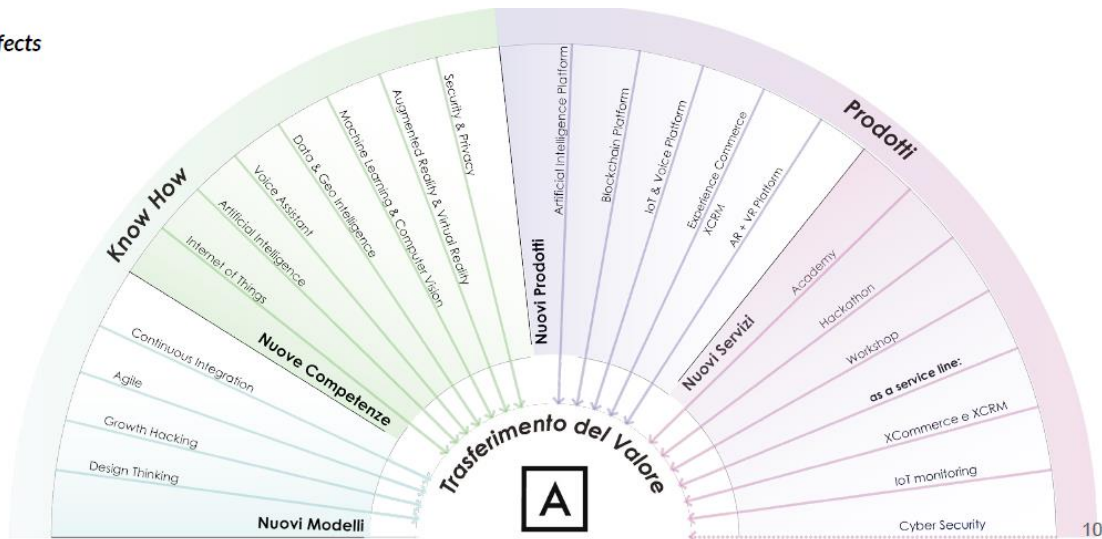 fects
Know How
Prodotti
Nuovi Modelli
Design Thinking
Growth Hacking
Agile
Continuous Integration
Nuove Competenze
Internet of Things
Artificial Intelligence
Voice Assistant
Data & Geo Intelligence
Machine Learning & Computer Vision
Augmented Reality & Virtual Reality
Security & Privacy
Nuovi Prodotti
Artificial Intelligence Platform
Blockchain Platform
IoT & Voice Platform
Experience Commerce
XCRM
AR + VR Platform
Nuovi Servizi
Academy
Hackathon
Workshop
as a service line:
XCommerce e XCRM
IoT monitoring
Cyber Security
Trasferimento del Valore
A
10